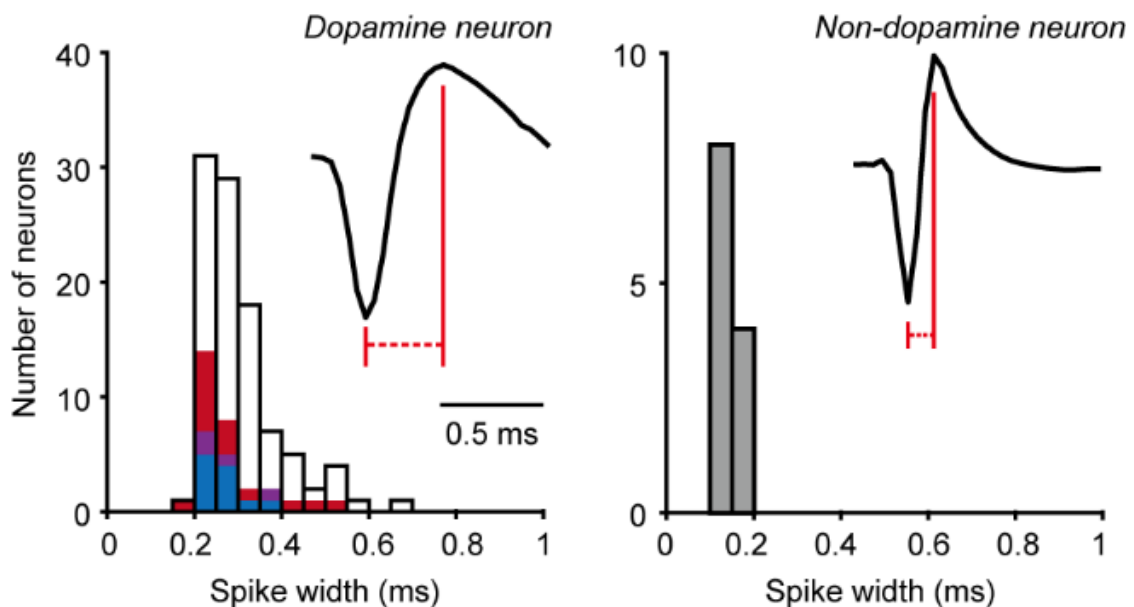 Dopamine neuron
Non-dopamine neuron
Number of neurons
40
30
20
10
0
0.5 ms
0 0.2 0.4 0.6 0.8 1
Spike width (ms)
10
5
0
0 0.2 0.4 0.6 0.8 1
Spike width (ms)